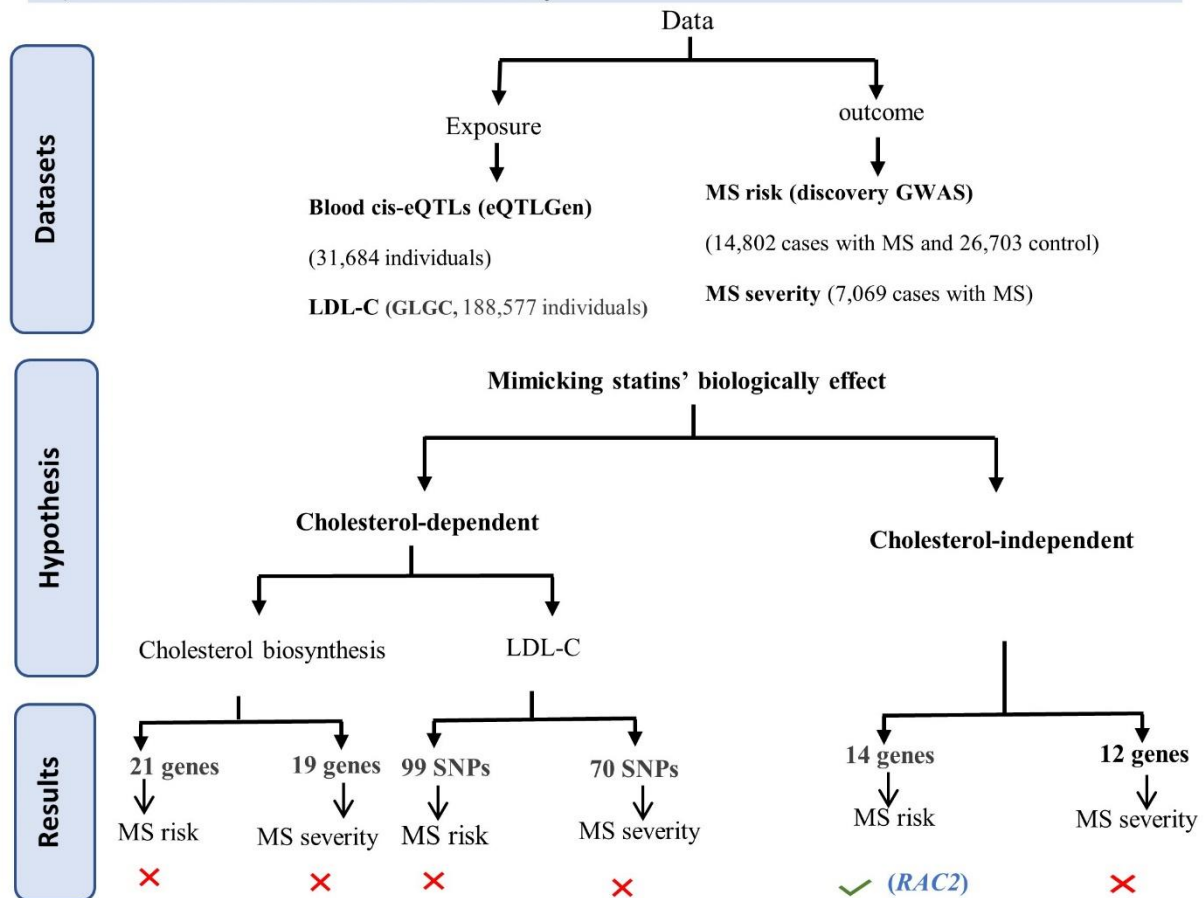 Data
Datasets
Exposure
outcome
Blood cis-eQTLs (eQTLGen)
(31,684 individuals)
LDL-C (GLGC, 188,577 individuals)
MS risk (discovery GWAS)
(14,802 cases with MS and 26,703 control)
MS severity (7,069 cases with MS)
Hypothesis
Mimicking statins’ biologically effect
Cholesterol-dependent
Cholesterol-independent
Cholesterol biosynthesis
LDL-C
Results
21 genes
19 genes
99 SNPs
70 SNPs
14 genes
12 genes
MS risk
MS severity
MS risk
MS severity
MS risk
MS severity
(RAC2)